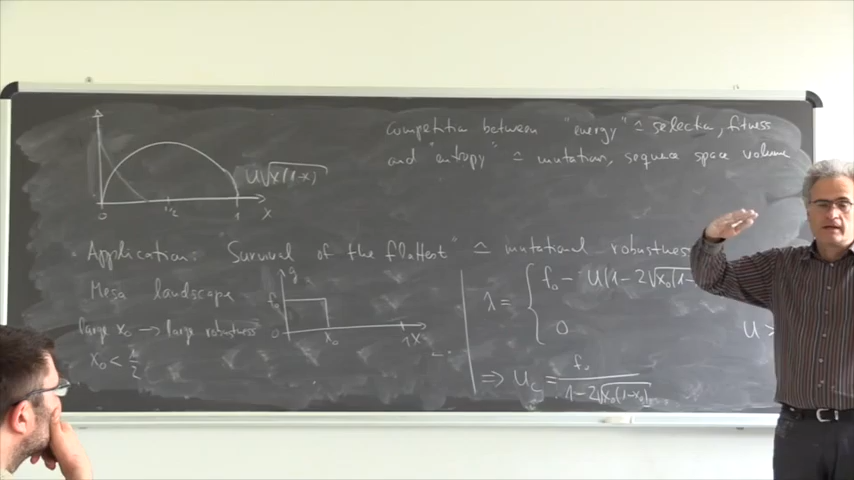 competition between "energy" ≙ selection, fitness
and "entropy" ≙ mutation, sequence space volume
U√x(1-x)
0 1/2 1 x
Application: "Survival of the flattest" ≙ mutational robustness
Mesa landscape
large x₀ → large robustness
x₀ < 1/2
g
f₀
0 x₀ 1 x
λ = { f₀ - U(1-2√x₀(1-
0 U>
⇒ U_c = f₀ / 1-2√x₀(1-x₀)